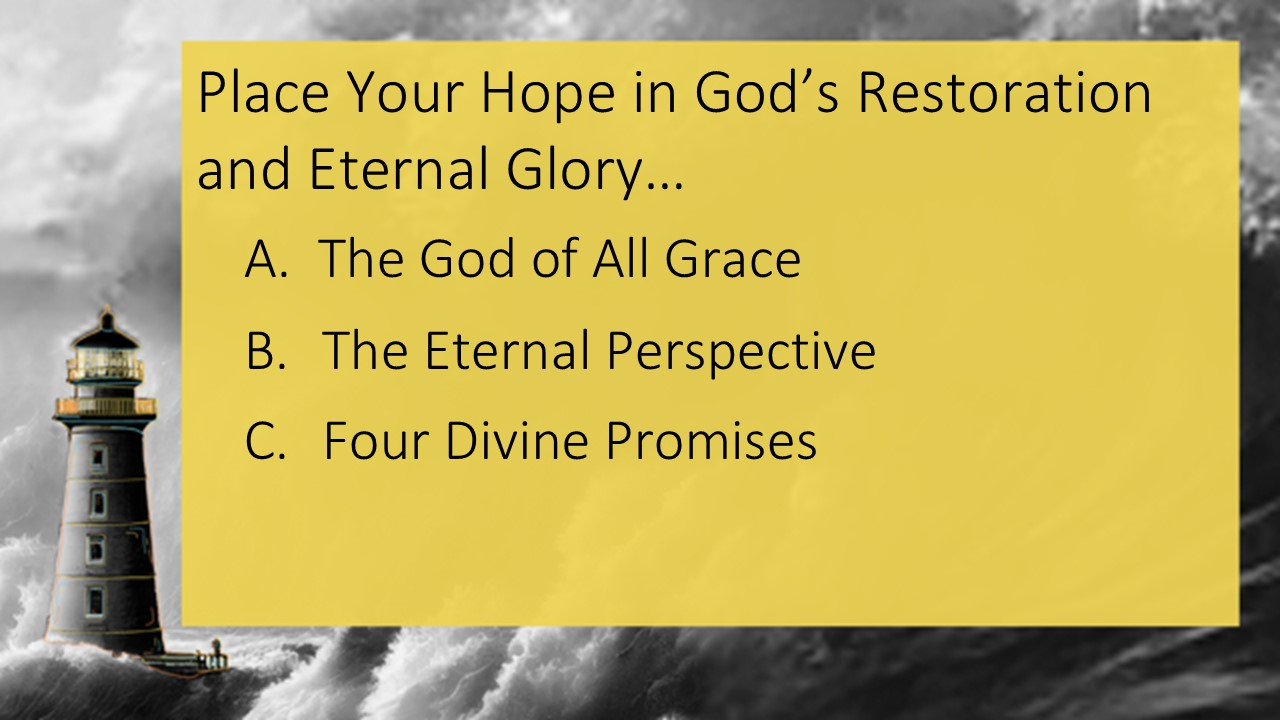 Place Your Hope in God’s Restoration
and Eternal Glory…
A. The God of All Grace
B. The Eternal Perspective
C. Four Divine Promises